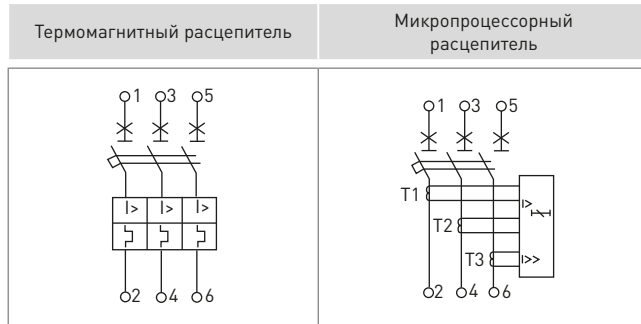 Термомагнитный расцепитель
Микропроцессорный
расцепитель
1 3 5
I> I> I>
2 4 6
1 3 5
T1
I>
T2
T3
I>>
2 4 6